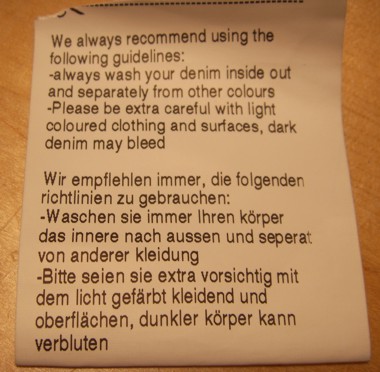 We always recommend using the
following guidelines:
-always wash your denim inside out
and separately from other colours
-Please be extra careful with light
coloured clothing and surfaces, dark
denim may bleed
Wir empflehlen immer, die folgenden
richtlinien zu gebrauchen:
-Waschen sie immer Ihren körper
das innere nach aussen und seperat
von anderer kleidung
-Bitte seien sie extra vorsichtig mit
dem licht gefärbt kleidend und
oberflächen, dunkler körper kann
verbluten